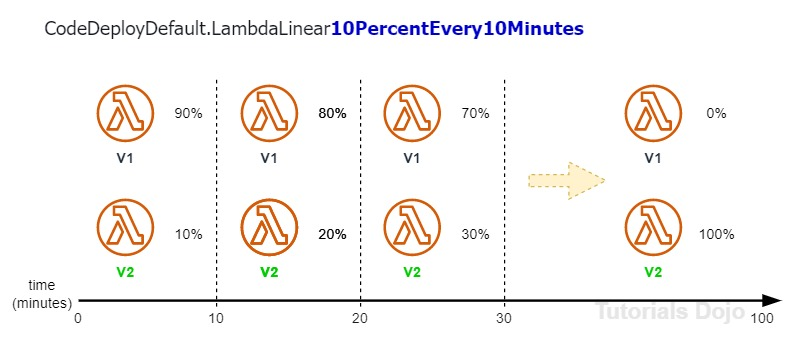 CodeDeployDefault.LambdaLinear10PercentEvery10Minutes
90% 80% 70% 0%
V1 V1 V1 V1
10% 20% 30% 100%
V2 V2 V2 V2
time
(minutes)
Tutorials Dojo
0 10 20 30 100